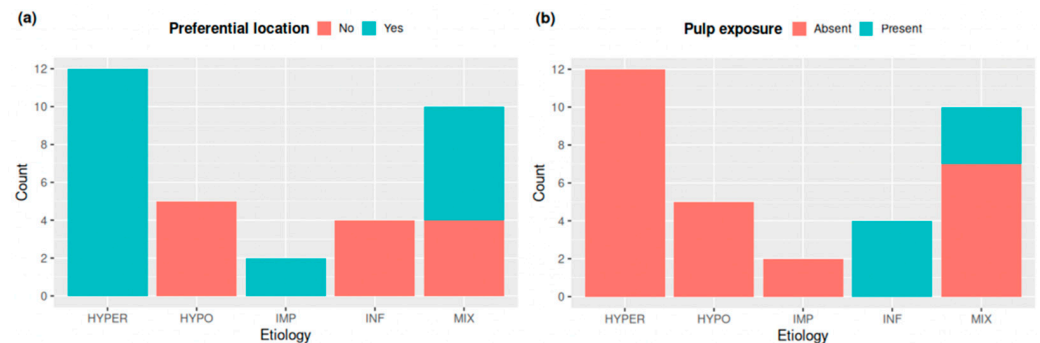 (a)
Preferential location No Yes
12
10
8
6
4
2
0
Count
HYPER HYPO IMP INF MIX
Etiology
(b)
Pulp exposure Absent Present
12
10
8
6
4
2
0
Count
HYPER HYPO IMP INF MIX
Etiology